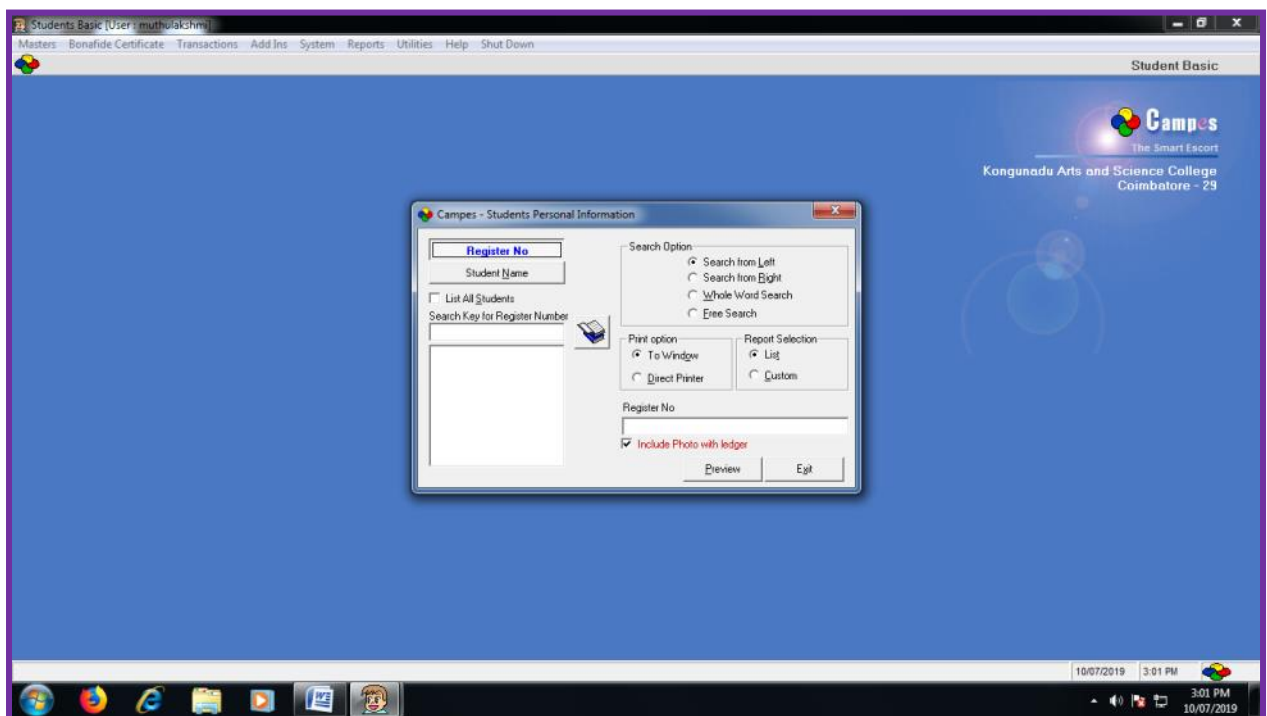 Students Basic [User : muthulakshmi]
Masters Bonafide Certificate Transactions Add Ins System Reports Utilities Help Shut Down
Student Basic
Campes
The Smart Escort
Kongunadu Arts and Science College
Coimbatore - 29
Campes - Students Personal Information
Register No
Student Name
List All Students
Search Key for Register Number
Search Option
Search from Left
Search from Right
Whole Word Search
Free Search
Print option
To Window
Direct Printer
Report Selection
List
Custom
Register No
Include Photo with ledger
Preview Exit
10/07/2019 3:01 PM
3:01 PM
10/07/2019